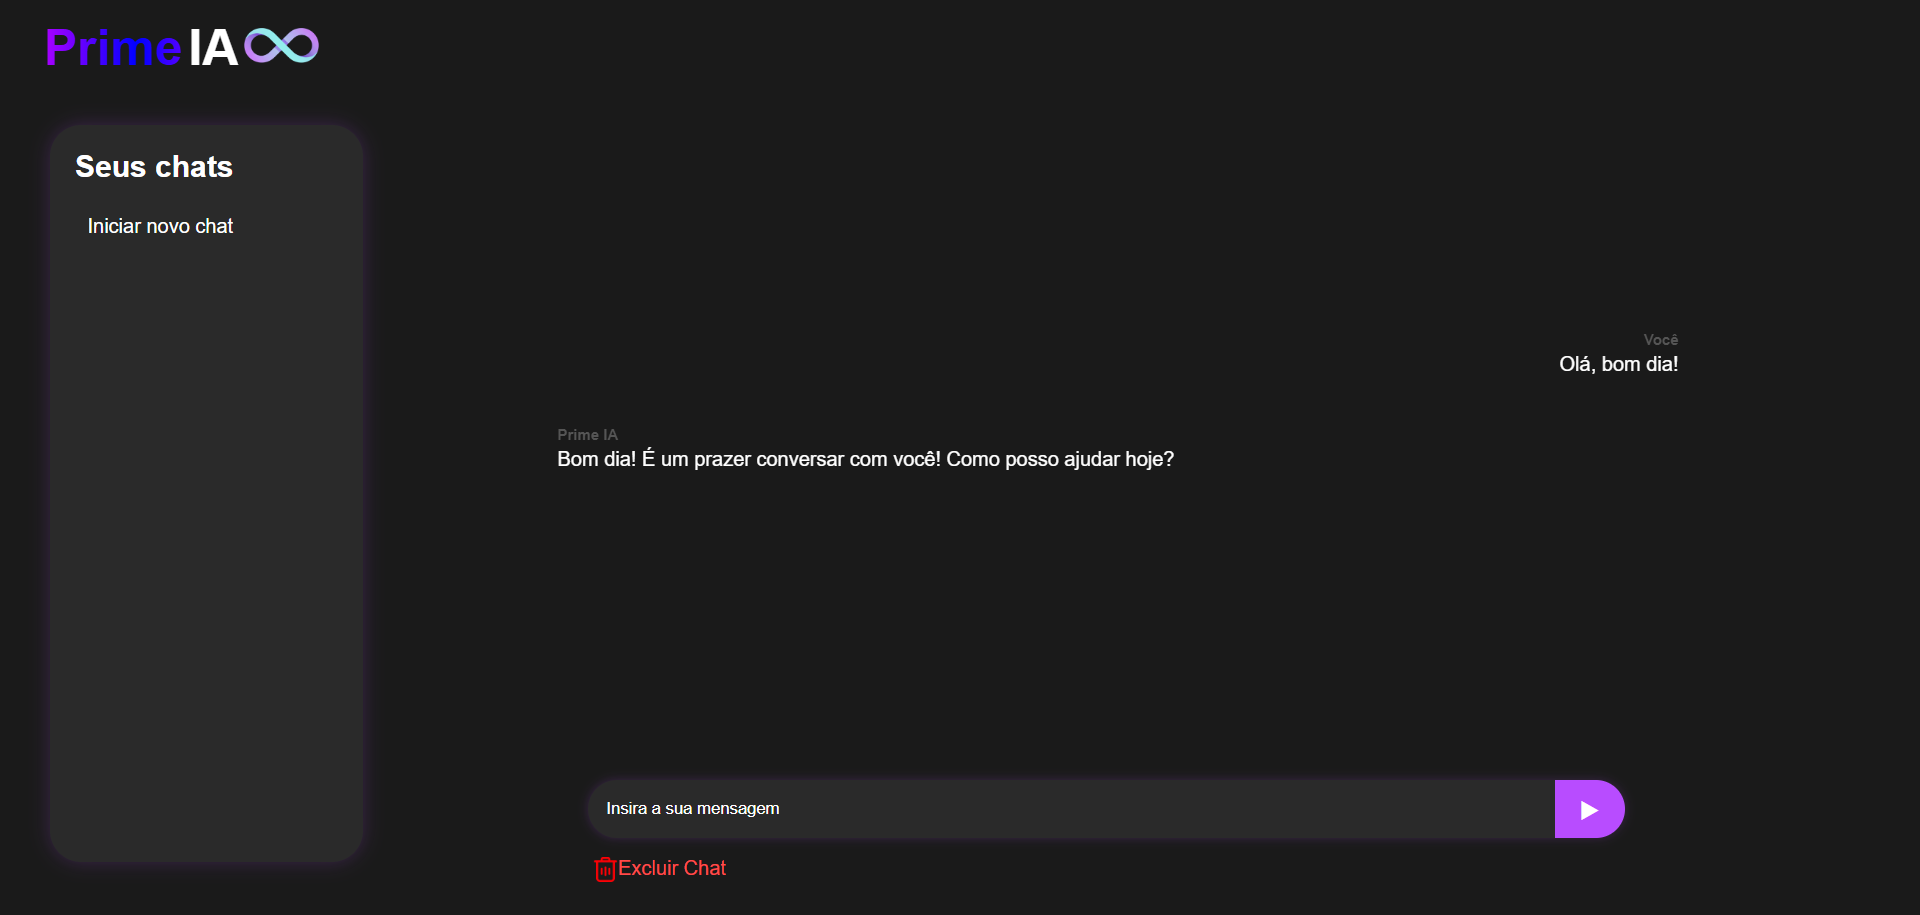 Prime IA
Seus chats
Iniciar novo chat
Você
Olá, bom dia!
Prime IA
Bom dia! É um prazer conversar com você! Como posso ajudar hoje?
Insira a sua mensagem
Excluir Chat